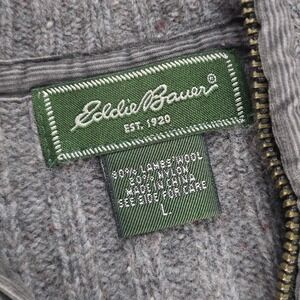 Eddie Bauer®
EST. 1920
80% LAMBS' WOOL
20% NYLON
MADE IN CHINA
SEE SIDE FOR CARE
L